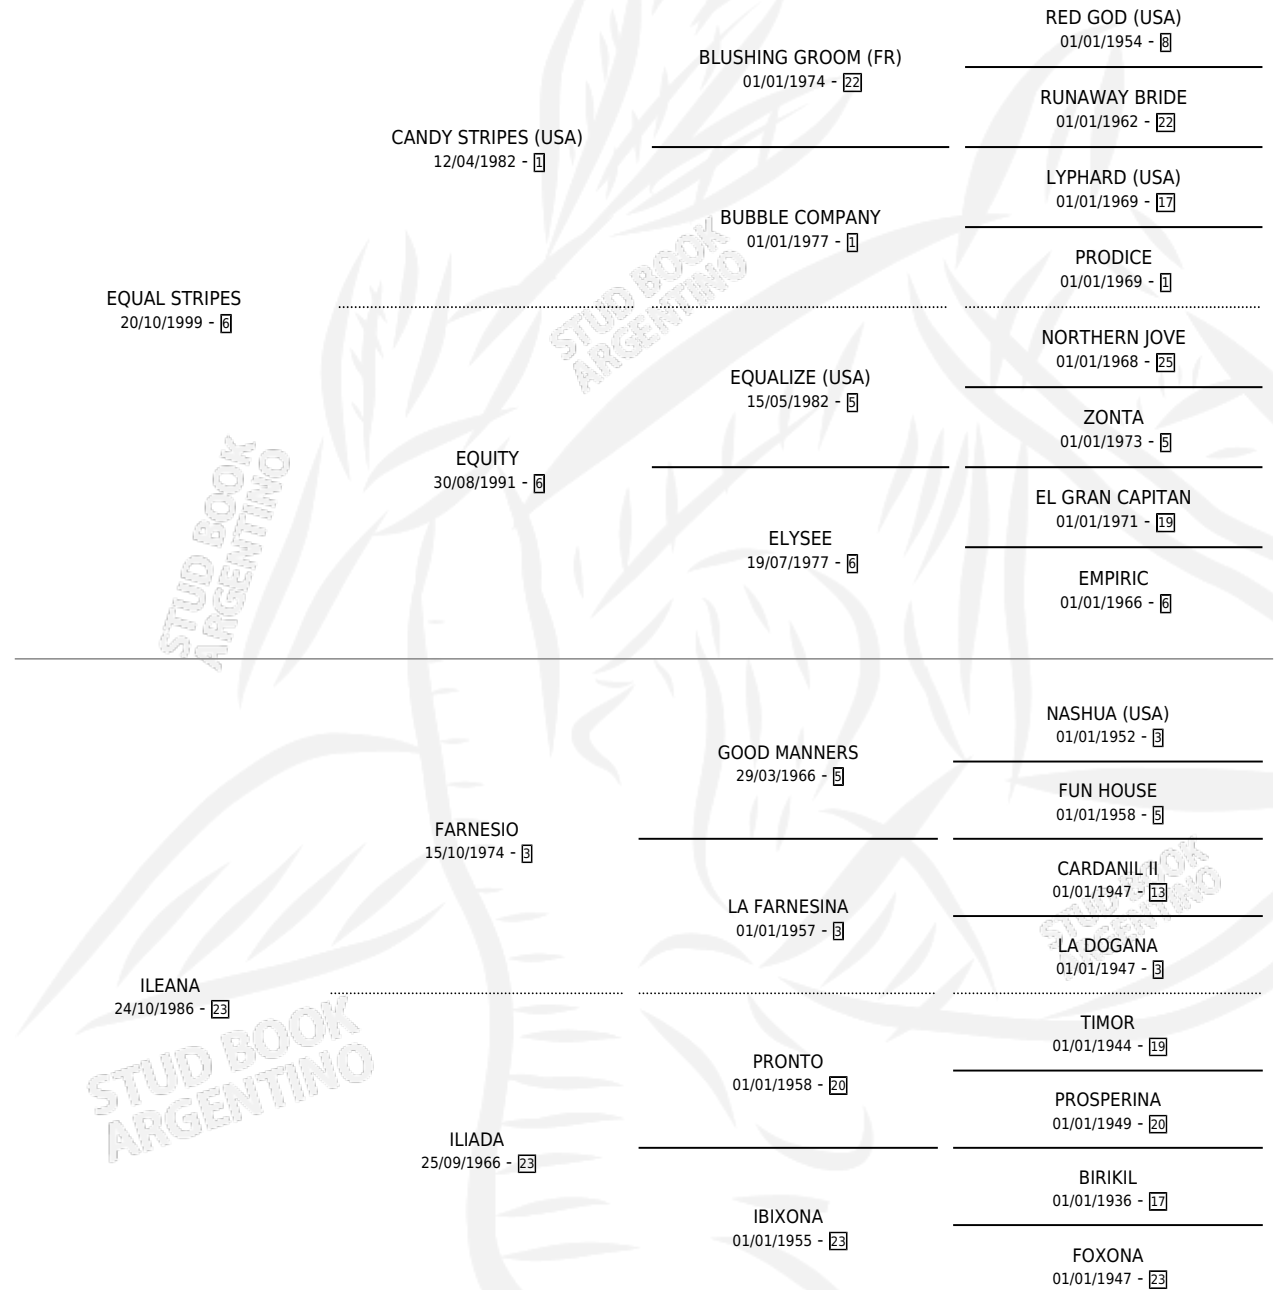 RED GOD (USA)
01/01/1954 - 8
BLUSHING GROOM (FR)
01/01/1974 - 22
RUNAWAY BRIDE
01/01/1962 - 22
CANDY STRIPES (USA)
12/04/1982 - 1
LYPHARD (USA)
01/01/1969 - 17
BUBBLE COMPANY
01/01/1977 - 1
PRODICE
01/01/1969 - 1
EQUAL STRIPES
20/10/1999 - 6
STUD BOOK
ARGENTINO
NORTHERN JOVE
01/01/1968 - 25
EQUALIZE (USA)
15/05/1982 - 5
ZONTA
01/01/1973 - 5
EQUITY
30/08/1991 - 6
EL GRAN CAPITAN
01/01/1971 - 19
ELYSEE
19/07/1977 - 6
EMPIRIC
01/01/1966 - 6
STUD BOOK
ARGENTINO
NASHUA (USA)
01/01/1952 - 3
GOOD MANNERS
29/03/1966 - 5
FUN HOUSE
01/01/1958 - 5
FARNESIO
15/10/1974 - 3
CARDANIL II
01/01/1947 - 13
LA FARNESINA
01/01/1957 - 3
STUD BOOK
ARGENTINO
LA DOGANA
01/01/1947 - 3
ILEANA
24/10/1986 - 23
STUD BOOK
ARGENTINO
TIMOR
01/01/1944 - 19
PRONTO
01/01/1958 - 20
PROSPERINA
01/01/1949 - 20
ILIADA
25/09/1966 - 23
BIRIKIL
01/01/1936 - 17
IBIXONA
01/01/1955 - 23
FOXONA
01/01/1947 - 23